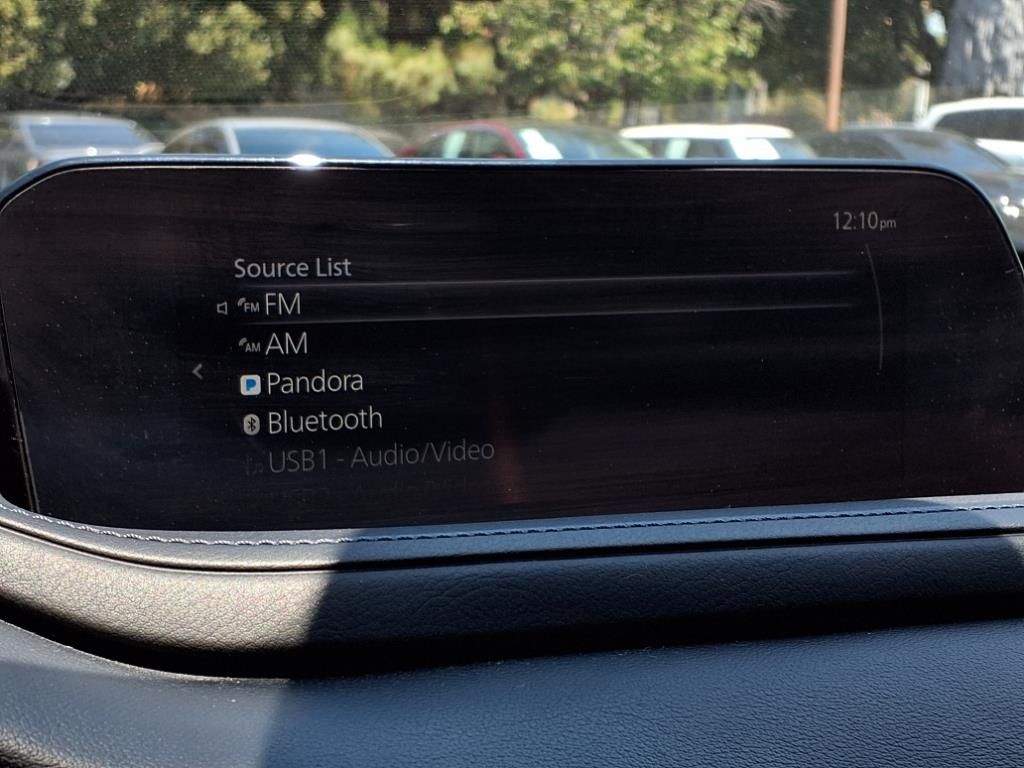 12:10pm
Source List
FM FM
AM AM
Pandora
Bluetooth
USB1 - Audio/Video